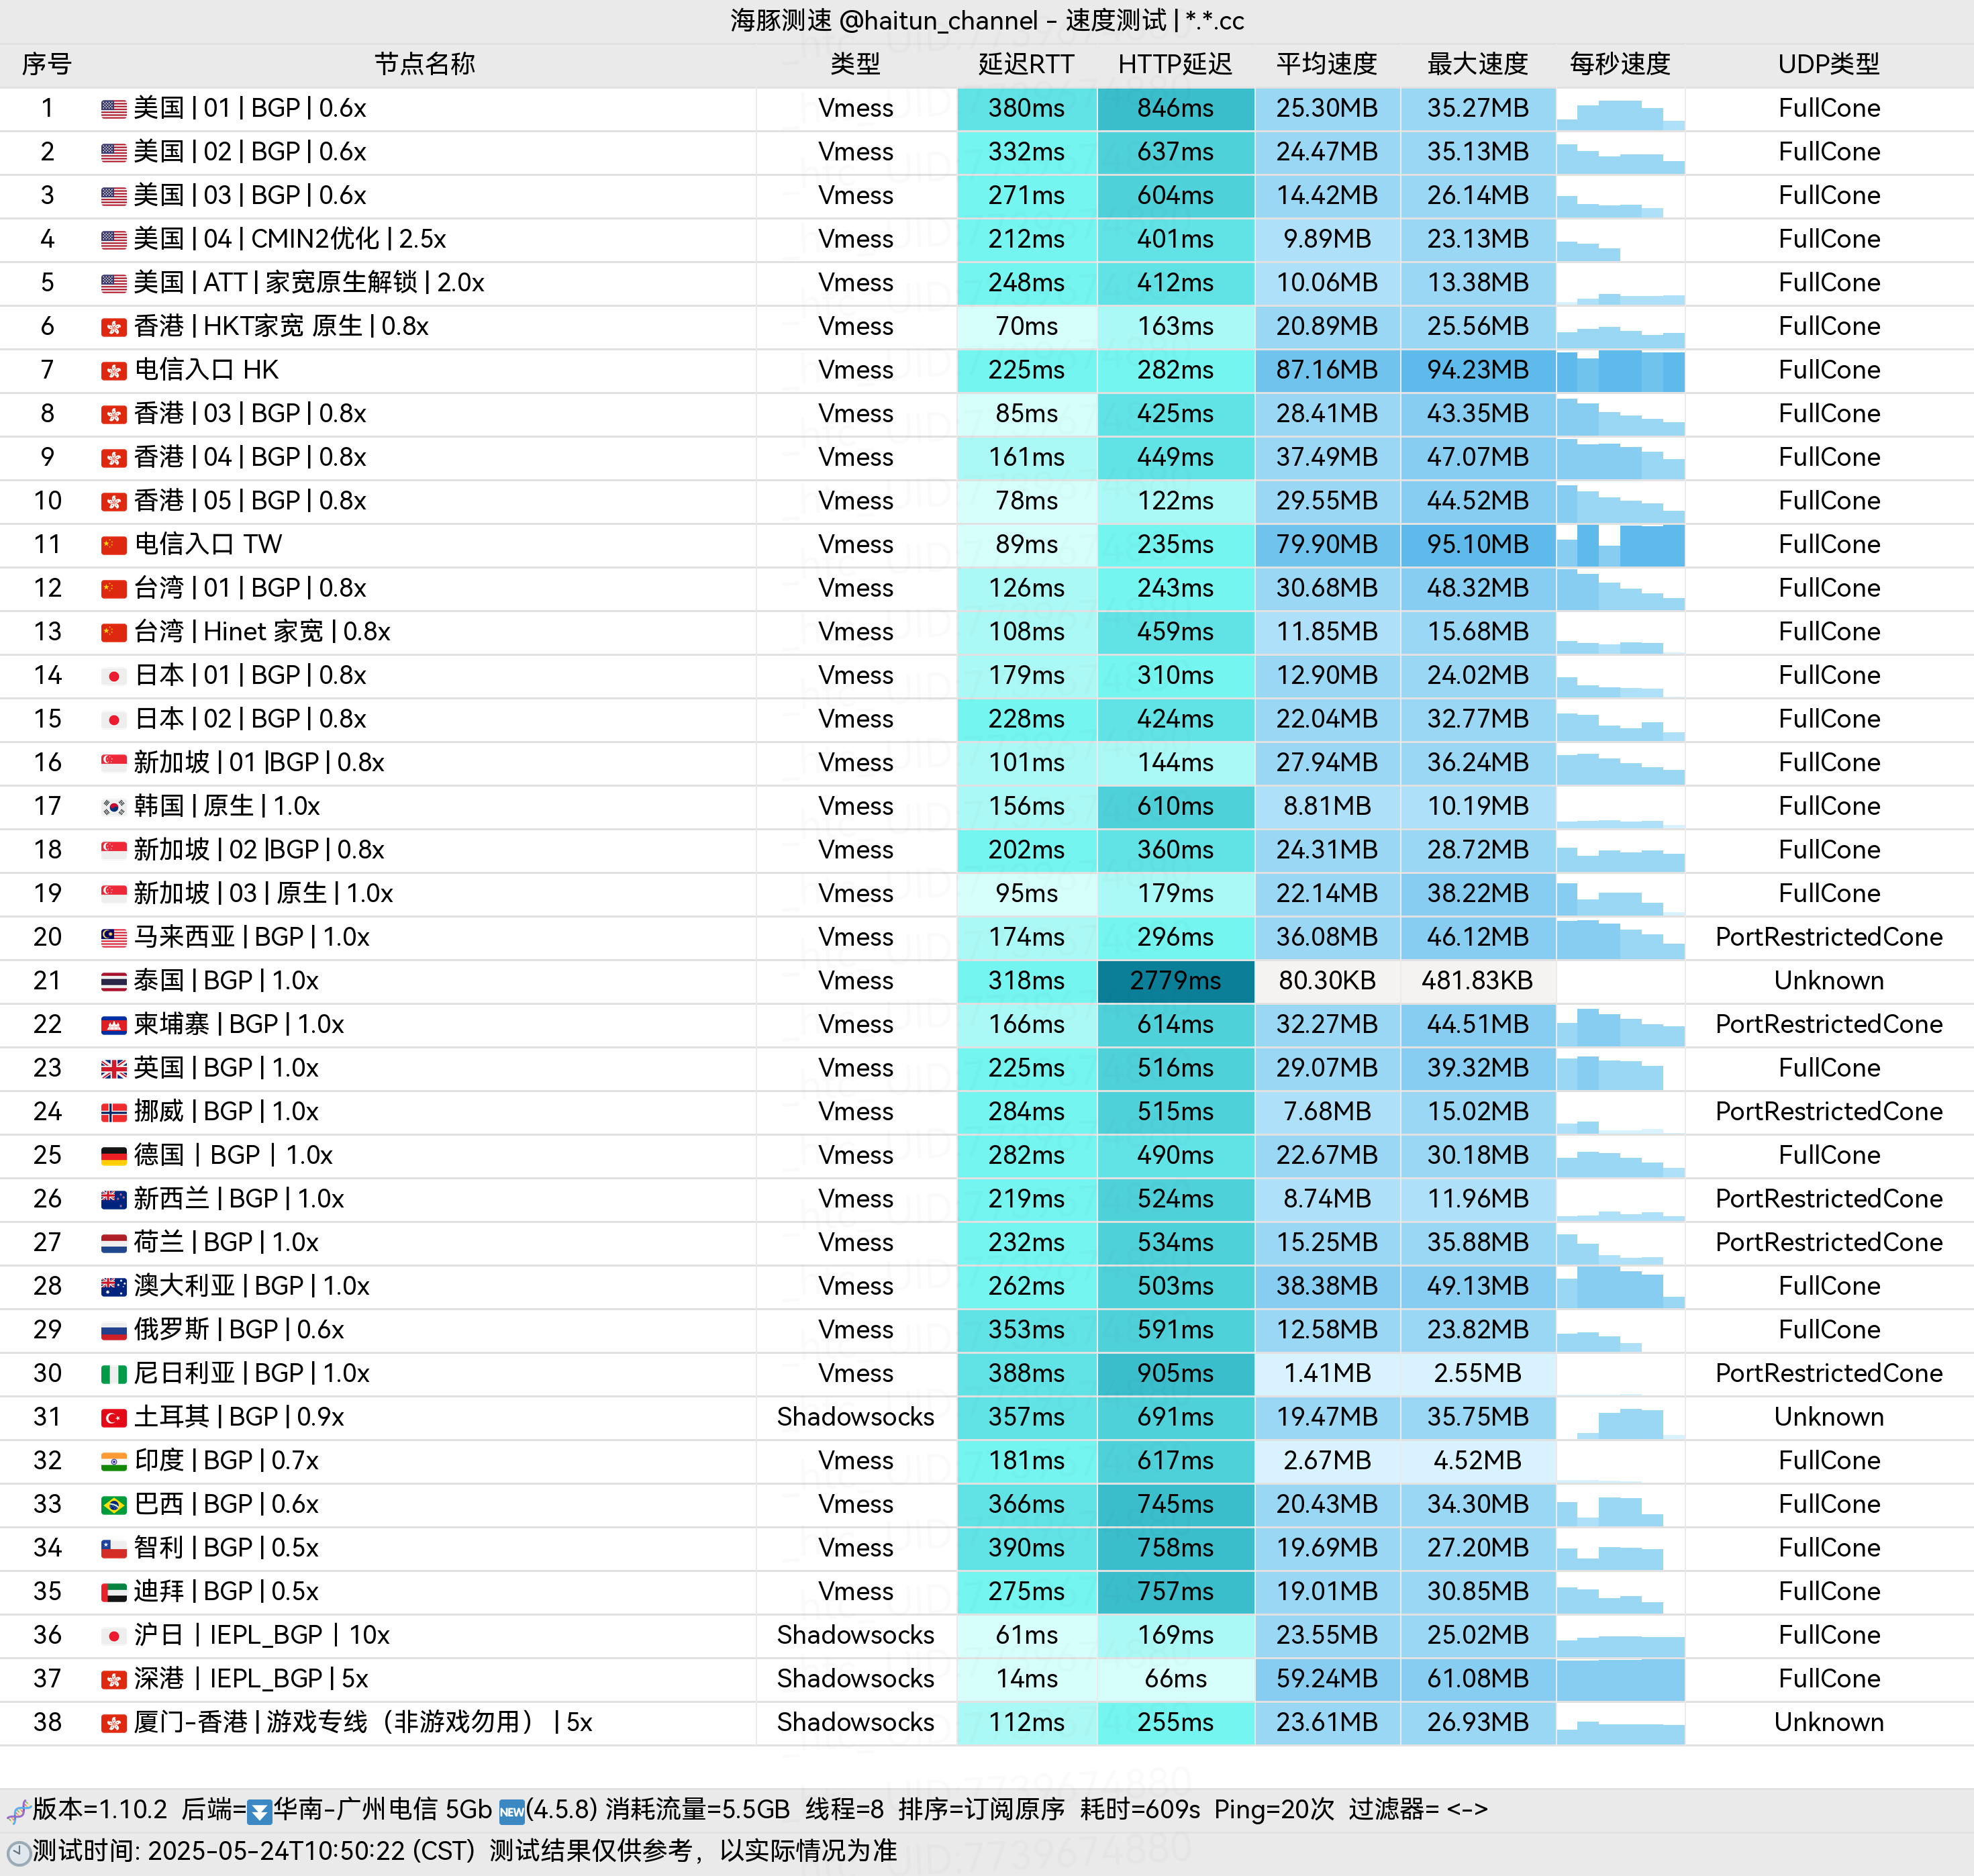 海豚测速 @haitun_channel - 速度测试 | *.*.cc
序号 节点名称 类型 延迟RTT HTTP延迟 平均速度 最大速度 每秒速度 UDP类型
1 美国 | 01 | BGP | 0.6x Vmess 380ms 846ms 25.30MB 35.27MB FullCone
2 美国 | 02 | BGP | 0.6x Vmess 332ms 637ms 24.47MB 35.13MB FullCone
3 美国 | 03 | BGP | 0.6x Vmess 271ms 604ms 14.42MB 26.14MB FullCone
4 美国 | 04 | CMIN2优化 | 2.5x Vmess 212ms 401ms 9.89MB 23.13MB FullCone
5 美国 | ATT | 家宽原生解锁 | 2.0x Vmess 248ms 412ms 10.06MB 13.38MB FullCone
6 香港 | HKT家宽 原生 | 0.8x Vmess 70ms 163ms 20.89MB 25.56MB FullCone
7 电信入口 HK Vmess 225ms 282ms 87.16MB 94.23MB FullCone
8 香港 | 03 | BGP | 0.8x Vmess 85ms 425ms 28.41MB 43.35MB FullCone
9 香港 | 04 | BGP | 0.8x Vmess 161ms 449ms 37.49MB 47.07MB FullCone
10 香港 | 05 | BGP | 0.8x Vmess 78ms 122ms 29.55MB 44.52MB FullCone
11 电信入口 TW Vmess 89ms 235ms 79.90MB 95.10MB FullCone
12 台湾 | 01 | BGP | 0.8x Vmess 126ms 243ms 30.68MB 48.32MB FullCone
13 台湾 | Hinet 家宽 | 0.8x Vmess 108ms 459ms 11.85MB 15.68MB FullCone
14 日本 | 01 | BGP | 0.8x Vmess 179ms 310ms 12.90MB 24.02MB FullCone
15 日本 | 02 | BGP | 0.8x Vmess 228ms 424ms 22.04MB 32.77MB FullCone
16 新加坡 | 01 |BGP | 0.8x Vmess 101ms 144ms 27.94MB 36.24MB FullCone
17 韩国 | 原生 | 1.0x Vmess 156ms 610ms 8.81MB 10.19MB FullCone
18 新加坡 | 02 |BGP | 0.8x Vmess 202ms 360ms 24.31MB 28.72MB FullCone
19 新加坡 | 03 | 原生 | 1.0x Vmess 95ms 179ms 22.14MB 38.22MB FullCone
20 马来西亚 | BGP | 1.0x Vmess 174ms 296ms 36.08MB 46.12MB PortRestrictedCone
21 泰国 | BGP | 1.0x Vmess 318ms 2779ms 80.30KB 481.83KB Unknown
22 柬埔寨 | BGP | 1.0x Vmess 166ms 614ms 32.27MB 44.51MB PortRestrictedCone
23 英国 | BGP | 1.0x Vmess 225ms 516ms 29.07MB 39.32MB FullCone
24 挪威 | BGP | 1.0x Vmess 284ms 515ms 7.68MB 15.02MB PortRestrictedCone
25 德国 | BGP | 1.0x Vmess 282ms 490ms 22.67MB 30.18MB FullCone
26 新西兰 | BGP | 1.0x Vmess 219ms 524ms 8.74MB 11.96MB PortRestrictedCone
27 荷兰 | BGP | 1.0x Vmess 232ms 534ms 15.25MB 35.88MB PortRestrictedCone
28 澳大利亚 | BGP | 1.0x Vmess 262ms 503ms 38.38MB 49.13MB FullCone
29 俄罗斯 | BGP | 0.6x Vmess 353ms 591ms 12.58MB 23.82MB FullCone
30 尼日利亚 | BGP | 1.0x Vmess 388ms 905ms 1.41MB 2.55MB PortRestrictedCone
31 土耳其 | BGP | 0.9x Shadowsocks 357ms 691ms 19.47MB 35.75MB Unknown
32 印度 | BGP | 0.7x Vmess 181ms 617ms 2.67MB 4.52MB FullCone
33 巴西 | BGP | 0.6x Vmess 366ms 745ms 20.43MB 34.30MB FullCone
34 智利 | BGP | 0.5x Vmess 390ms 758ms 19.69MB 27.20MB FullCone
35 迪拜 | BGP | 0.5x Vmess 275ms 757ms 19.01MB 30.85MB FullCone
36 沪日 | IEPL_BGP | 10x Shadowsocks 61ms 169ms 23.55MB 25.02MB FullCone
37 深港 | IEPL_BGP | 5x Shadowsocks 14ms 66ms 59.24MB 61.08MB FullCone
38 厦门-香港 | 游戏专线（非游戏勿用） | 5x Shadowsocks 112ms 255ms 23.61MB 26.93MB Unknown
版本=1.10.2 后端=华南-广州电信 5Gb NEW(4.5.8) 消耗流量=5.5GB 线程=8 排序=订阅原序 耗时=609s Ping=20次 过滤器= <->
测试时间: 2025-05-24T10:50:22 (CST) 测试结果仅供参考，以实际情况为准